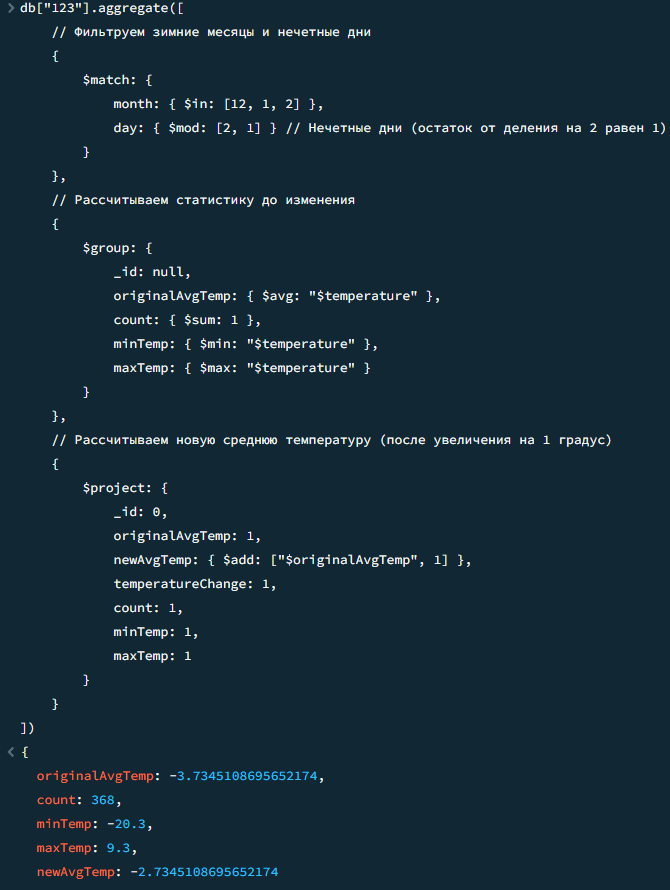 db["123"].aggregate([
    // Фильтруем зимние месяцы и нечетные дни
    {
        $match: {
            month: { $in: [12, 1, 2] },
            day: { $mod: [2, 1] } // Нечетные дни (остаток от деления на 2 равен 1)
        }
    },
    // Рассчитываем статистику до изменения
    {
        $group: {
            _id: null,
            originalAvgTemp: { $avg: "$temperature" },
            count: { $sum: 1 },
            minTemp: { $min: "$temperature" },
            maxTemp: { $max: "$temperature" }
        }
    },
    // Рассчитываем новую среднюю температуру (после увеличения на 1 градус)
    {
        $project: {
            _id: 0,
            originalAvgTemp: 1,
            newAvgTemp: { $add: ["$originalAvgTemp", 1] },
            temperatureChange: 1,
            count: 1,
            minTemp: 1,
            maxTemp: 1
        }
    }
])
{
  originalAvgTemp: -3.7345108695652174,
  count: 368,
  minTemp: -20.3,
  maxTemp: 9.3,
  newAvgTemp: -2.7345108695652174